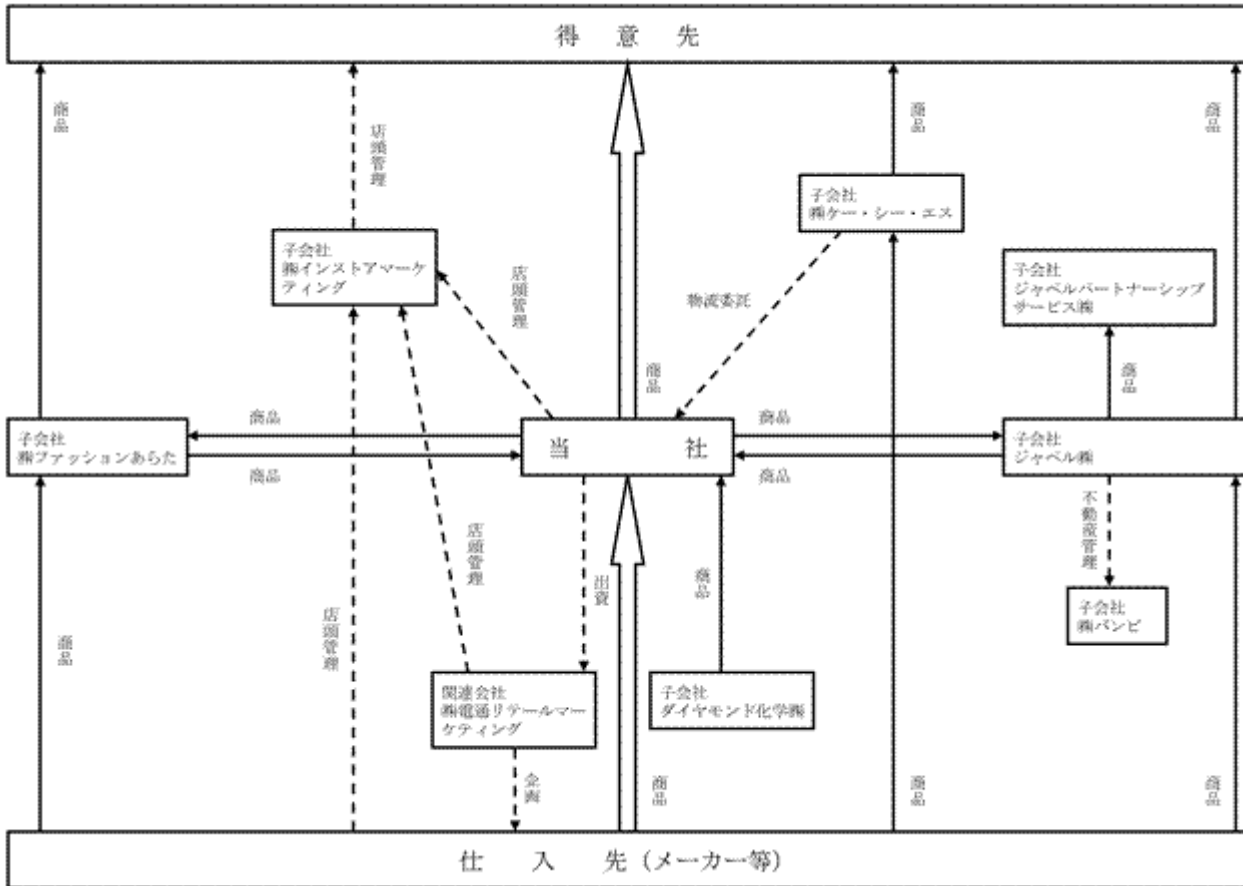 得 意 先
商品
店頭管理
商品
商品
子会社
㈱ケー・シー・エス
子会社
㈱インストアマーケ
ティング
店頭管理
物流委託
子会社
ジャペルパートナーシップ
サービス㈱
商品
商品
商品
商品
子会社
㈱ファッションあらた
当 社
子会社
ジャペル㈱
商品
商品
店頭管理
出資
商品
不動産管理
子会社
㈱バンビ
商品
店頭管理
関連会社
㈱電通リテールマー
ケティング
子会社
ダイヤモンド化学㈱
企画
商品
商品
商品
仕 入 先（メーカー等）